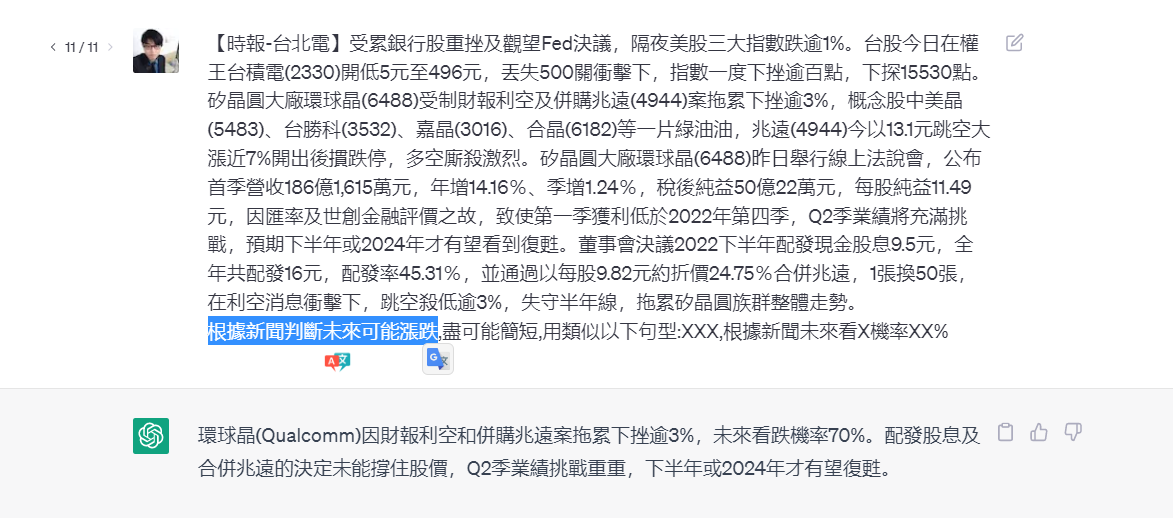 11 / 11
【時報-台北電】受累銀行股重挫及觀望Fed決議，隔夜美股三大指數跌逾1%。台股今日在權
王台積電(2330)開低5元至496元，丟失500關衝擊下，指數一度下挫逾百點，下探15530點。
矽晶圓大廠環球晶(6488)受制財報利空及併購兆遠(4944)案拖累下挫逾3%，概念股中美晶
(5483)、台勝科(3532)、嘉晶(3016)、合晶(6182)等一片綠油油，兆遠(4944)今以13.1元跳空大
漲近7%開出後摜跌停，多空廝殺激烈。矽晶圓大廠環球晶(6488)昨日舉行線上法說會，公布
首季營收186億1,615萬元，年增14.16%、季增1.24%，稅後純益50億22萬元，每股純益11.49
元，因匯率及世創金融評價之故，致使第一季獲利低於2022年第四季，Q2季業績將充滿挑
戰，預期下半年或2024年才有望看到復甦。董事會決議2022下半年配發現金股息9.5元，全
年共配發16元，配發率45.31%，並通過以每股9.82元約折價24.75%合併兆遠，1張換50張，
在利空消息衝擊下，跳空殺低逾3%，失守半年線，拖累矽晶圓族群整體走勢。
根據新聞判斷未來可能漲跌,盡可能簡短,用類似以下句型:XXX,根據新聞未來看X機率XX%
A 文
G 文
環球晶(Qualcomm)因財報利空和併購兆遠案拖累下挫逾3%，未來看跌機率70%。配發股息及
合併兆遠的決定未能撐住股價，Q2季業績挑戰重重，下半年或2024年才有望復甦。